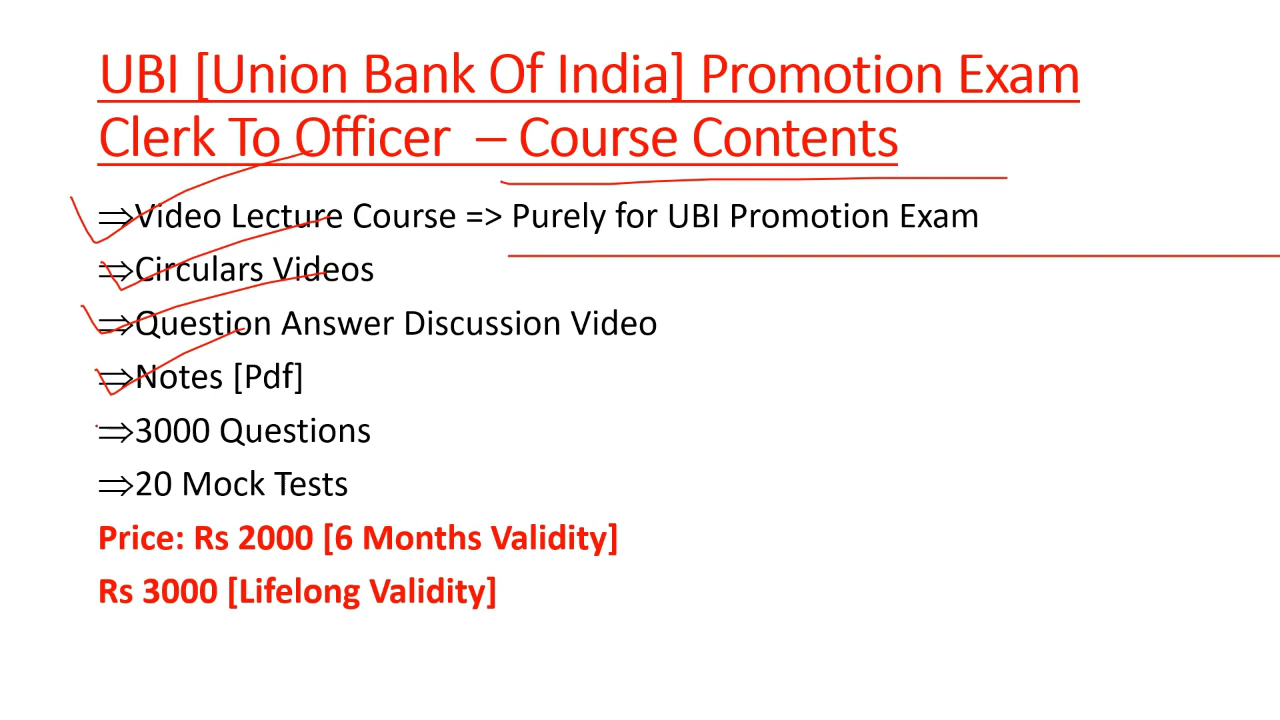 UBI [Union Bank Of India] Promotion Exam
Clerk To Officer – Course Contents
⇒Video Lecture Course => Purely for UBI Promotion Exam
⇒Circulars Videos
⇒Question Answer Discussion Video
⇒Notes [Pdf]
⇒3000 Questions
⇒20 Mock Tests
Price: Rs 2000 [6 Months Validity]
Rs 3000 [Lifelong Validity]